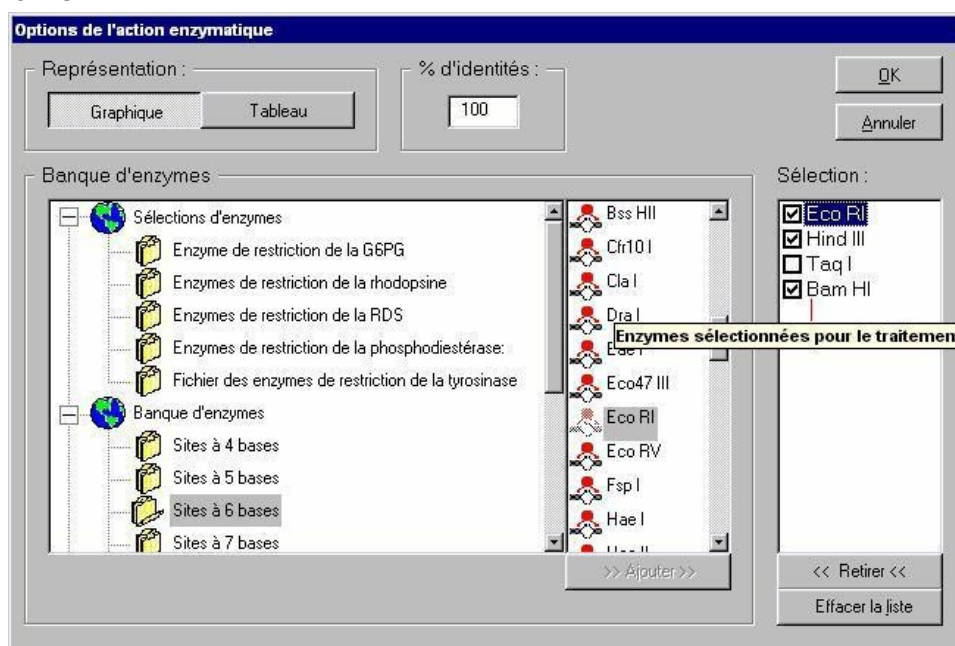 Options de l'action enzymatique
Représentation :
% d'identités :
Graphique
Tableau
100
OK
Annuler
Banque d'enzymes
Sélection :
Sélections d'enzymes
Enzyme de restriction de la G6PG
Enzymes de restriction de la rhodopsine
Enzymes de restriction de la RDS
Enzymes de restriction de la phosphodiestérase:
Fichier des enzymes de restriction de la tyrosinase
Banque d'enzymes
Sites à 4 bases
Sites à 5 bases
Sites à 6 bases
Sites à 7 bases
Bss HII
Cfr10 I
Cla I
Dra I
Eco47 III
Eco RI
Eco RV
Fsp I
Hae I
>> Ajouter >>
Eco RI
Hind III
Taq I
Bam HI
Enzymes sélectionnées pour le traitemen
<< Retirer <<
Effacer la liste